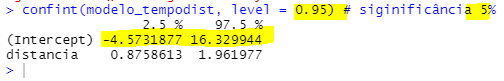 > confint(modelo_tempodist, level = 0.95) # siginificância 5%
2.5 % 97.5 %
(Intercept) -4.5731877 16.329944
distancia 0.8758613 1.961977
>